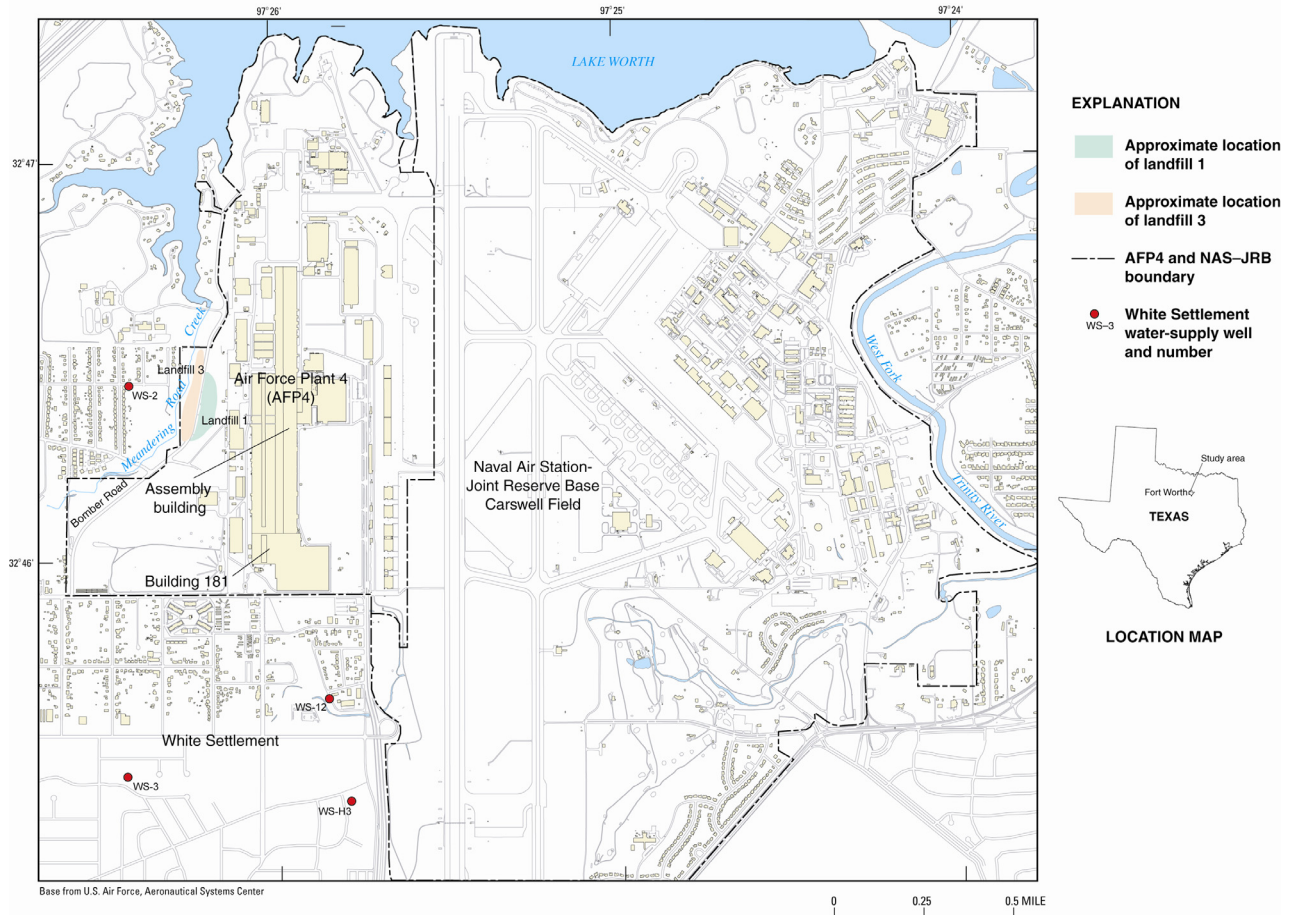 97°26'
97°25'
97°24'
LAKE WORTH
32°47'
32°46'
Creek
Road
Meandering
Landfill 3
Landfill 1
WS-2
Air Force Plant 4
(AFP4)
Assembly
building
Bomber Road
Building 181
Naval Air Station-
Joint Reserve Base
Carswell Field
West Fork
Trinity River
WS-12
White Settlement
WS-3
WS-H3
Base from U.S. Air Force, Aeronautical Systems Center
0 0.25 0.5 MILE
EXPLANATION
Approximate location
of landfill 1
Approximate location
of landfill 3
AFP4 and NAS–JRB
boundary
WS–3
White Settlement
water-supply well
and number
Study area
Fort Worth
TEXAS
LOCATION MAP